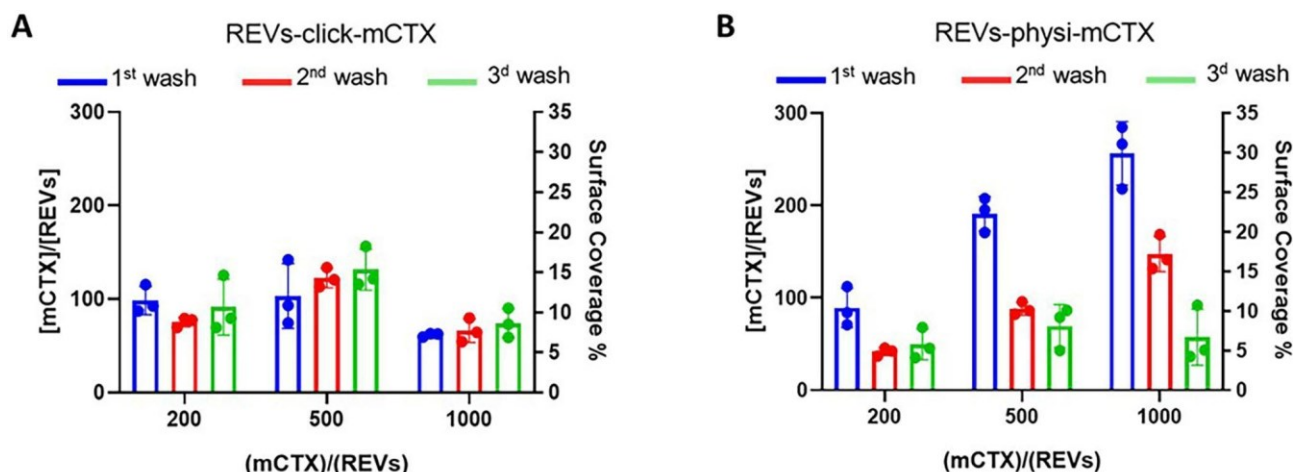 A
REVs-click-mCTX
1st wash 2nd wash 3d wash
300
200
100
0
[mCTX]/[REVs]
35
30
25
20
15
10
5
0
Surface Coverage %
200 500 1000
(mCTX)/(REVs)
B
REVs-physi-mCTX
1st wash 2nd wash 3d wash
300
200
100
0
[mCTX]/[REVs]
35
30
25
20
15
10
5
0
Surface Coverage %
200 500 1000
(mCTX)/(REVs)